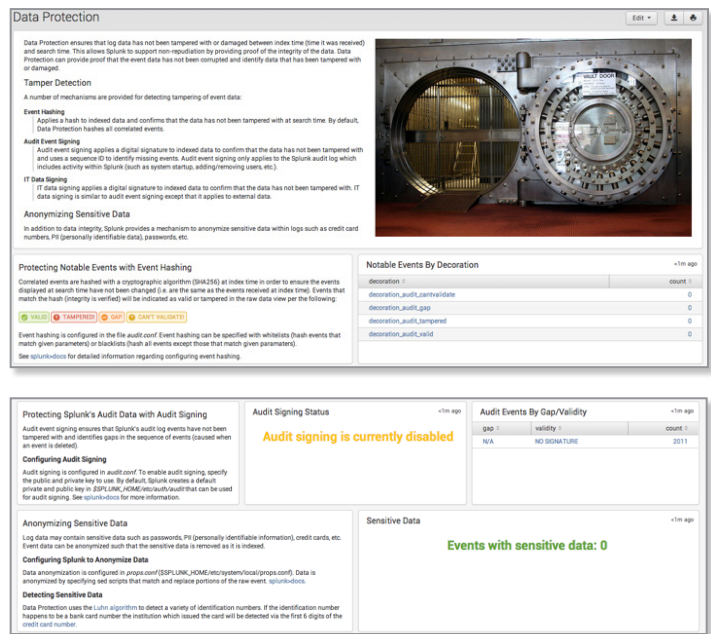 Data Protection
Edit
Data Protection ensures that log data has not been tampered with or damaged between index time (time it was received)
and search time. This allows Splunk to support non-repudiation by providing proof of the integrity of the data. Data
Protection can provide proof that the event data has not been corrupted and identify data that has been tampered with
or damaged.
Tamper Detection
A number of mechanisms are provided for detecting tampering of event data:
Event Hashing
Applies a hash to indexed data and confirms that the data has not been tampered with at search time. By default,
Data Protection hashes all correlated events.
Audit Event Signing
Audit event signing applies a digital signature to indexed data to confirm that the data has not been tampered with
and uses a sequence ID to identify missing events. Audit event signing only applies to the Splunk audit log which
includes activity within Splunk (such as system startup, adding/removing users, etc.).
IT Data Signing
IT data signing applies a digital signature to indexed data to confirm that the data has not been tampered with. IT
data signing is similar to audit event signing except that it applies to external data.
Anonymizing Sensitive Data
In addition to data integrity, Splunk provides a mechanism to anonymize sensitive data within logs such as credit card
numbers, PII (personally identifiable data), passwords, etc.
VAULT DOOR
Protecting Notable Events with Event Hashing
Correlated events are hashed with a cryptographic algorithm (SHA256) at index time in order to ensure the events
displayed at search time have not been changed (i.e. are the same as the events received at index time). Events that
match the hash (integrity is verified) will be indicated as valid or tampered in the raw data view per the following:
VALID TAMPERED! GAP CAN'T VALIDATE!
Event hashing is configured in the file audit.conf. Event hashing can be specified with whitelists (hash events that
match given parameters) or blacklists (hash all events except those that match given paramaters).
See splunk>docs for detailed information regarding configuring event hashing.
Notable Events By Decoration <1m ago
decoration count
decoration_audit_cantvalidate 0
decoration_audit_gap 0
decoration_audit_tampered 0
decoration_audit_valid 0
Protecting Splunk's Audit Data with Audit Signing
Audit event signing ensures that Splunk's audit log events have not been
tampered with and identifies gaps in the sequence of events (caused when
an event is deleted).
Configuring Audit Signing
Audit signing is configured in audit.conf. To enable audit signing, specify
the public and private key to use. By default, Splunk creates a default
private and public key in $SPLUNK_HOME/etc/auth/audit that can be used
for audit signing. See splunk>docs for more information.
Audit Signing Status <1m ago
Audit signing is currently disabled
Audit Events By Gap/Validity <1m ago
gap validity count
N/A NO SIGNATURE 2011
Anonymizing Sensitive Data
Log data may contain sensitive data such as passwords, PII (personally identifiable information), credit cards, etc.
Event data can be anonymized such that the sensitive data is removed as it is
indexed.
Configuring Splunk to Anonymize Data
Data anonymization is configured in props.conf ($SPLUNK_HOME/etc/system/local/props.conf). Data is
anonymized by specifying sed scripts that match and replace portions of the raw event. splunk>docs.
Detecting Sensitive Data
Data Protection uses the Luhn algorithm to detect a variety of identification numbers. If the identification number
happens to be a bank card number the institution which issued the card will be detected via the first 6 digits of the
credit card number.
Sensitive Data <1m ago
Events with sensitive data: 0